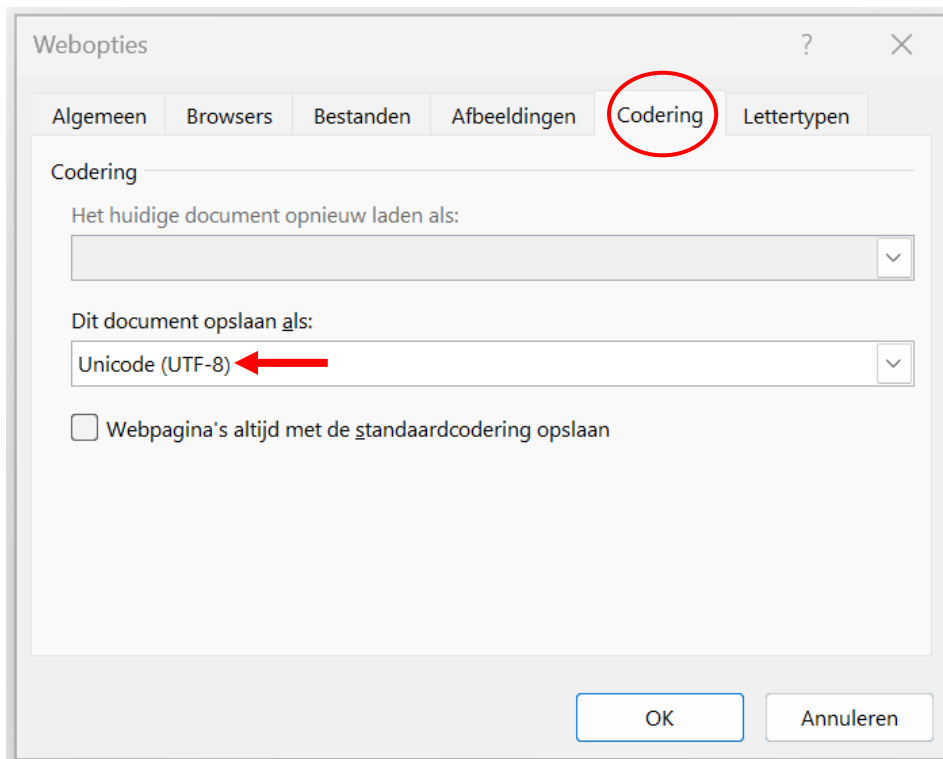 Webopties
Algemeen Browsers Bestanden Afbeeldingen Codering Lettertypen
Codering
Het huidige document opnieuw laden als:
Dit document opslaan als:
Unicode (UTF-8)
Webpagina's altijd met de standaardcodering opslaan
OK Annuleren